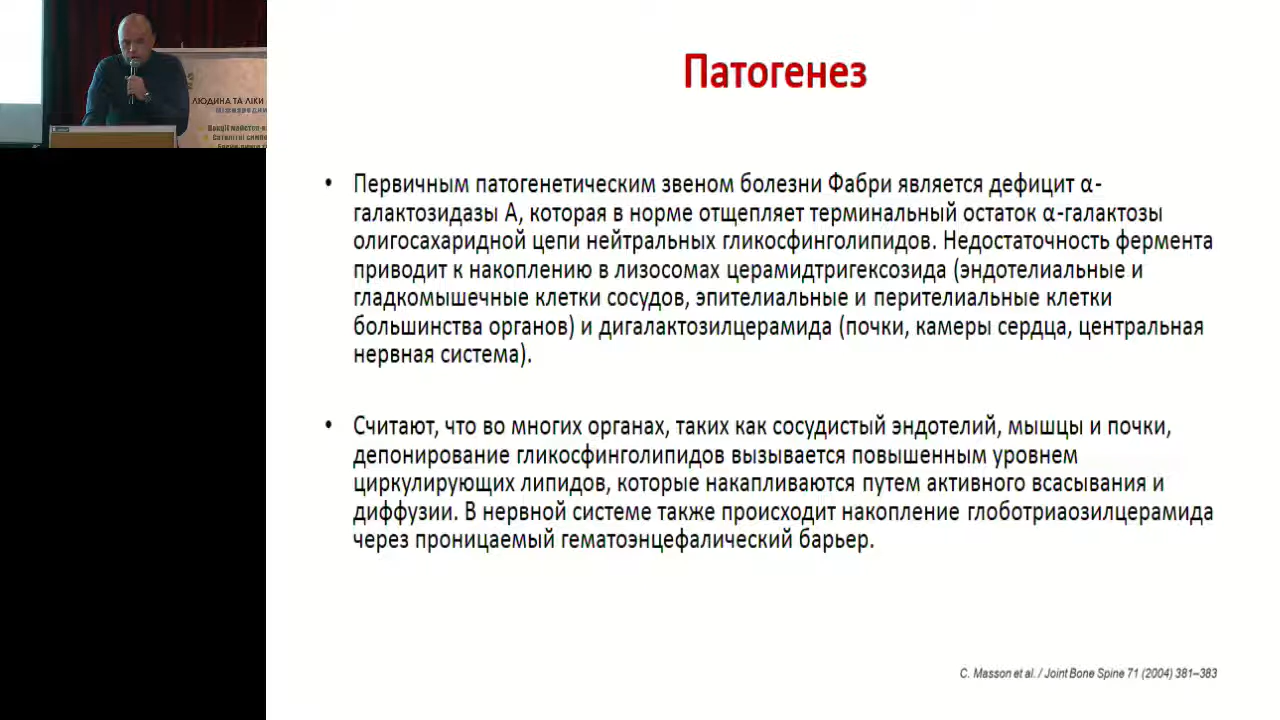 ЛЮДИНА ТА ЛІКИ
Патогенез
• Первичным патогенетическим звеном болезни Фабри является дефицит α-
галактозидазы А, которая в норме отщепляет терминальный остаток α-галактозы
олигосахаридной цепи нейтральных гликосфинголипидов. Недостаточность фермента
приводит к накоплению в лизосомах церамидтригексозида (эндотелиальные и
гладкомышечные клетки сосудов, эпителиальные и перителиальные клетки
большинства органов) и дигалактозилцерамида (почки, камеры сердца, центральная
нервная система).
• Считают, что во многих органах, таких как сосудистый эндотелий, мышцы и почки,
депонирование гликосфинголипидов вызывается повышенным уровнем
циркулирующих липидов, которые накапливаются путем активного всасывания и
диффузии. В нервной системе также происходит накопление глоботриаозилцерамида
через проницаемый гематоэнцефалический барьер.
C. Masson et al. / Joint Bone Spine 71 (2004) 381–383